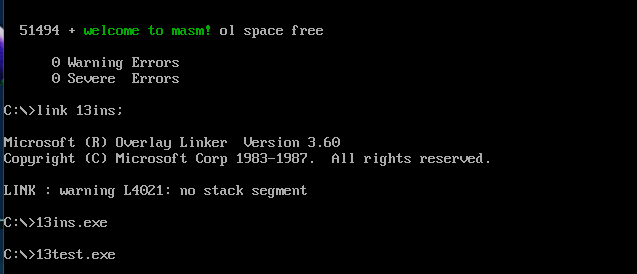 51494 + welcome to masm! ol space free
0 Warning Errors
0 Severe  Errors
C:\>link 13ins;
Microsoft (R) Overlay Linker  Version 3.60
Copyright (C) Microsoft Corp 1983-1987.  All rights reserved.
LINK : warning L4021: no stack segment
C:\>13ins.exe
C:\>13test.exe